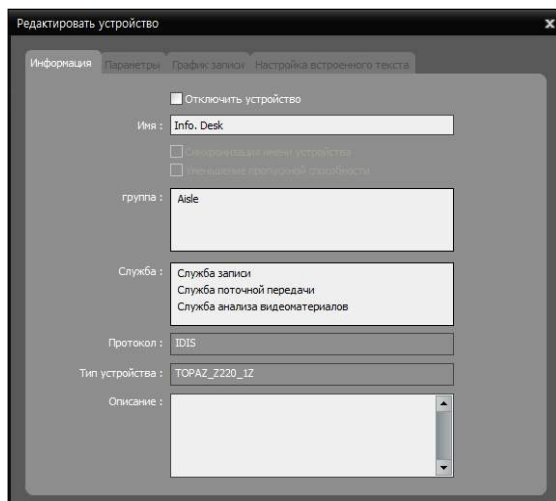 Редактировать устройство
Информация Параметры График записи Настройка встроенного текста
Отключить устройство
Имя : Info. Desk
Синхронизация имени устройства
Уменьшение пропускной способности
группа : Aisle
Служба : Служба записи
Служба поточной передачи
Служба анализа видеоматериалов
Протокол : IDIS
Тип устройства : TOPAZ_Z220_1Z
Описание :